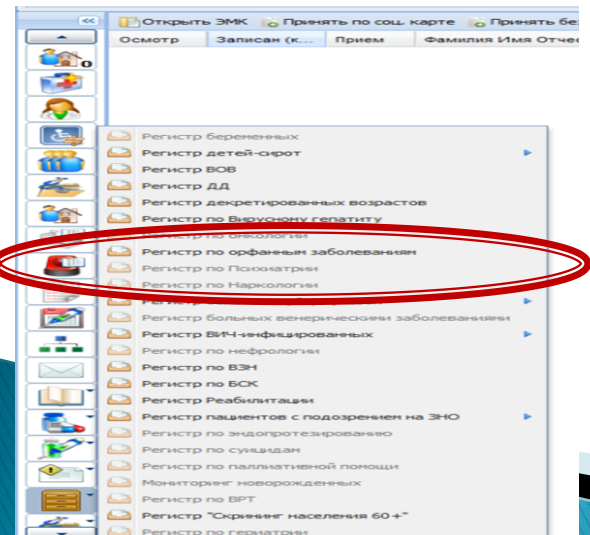 Открыть ЭМК Принять по соц. карте Принять бе
Осмотр Записан (к... Прием Фамилия Имя Отчес
Регистр беременных
Регистр детей-сирот
Регистр ВОВ
Регистр ДД
Регистр декретированных возрастов
Регистр по Вирусному гепатиту
Регистр по онкологии
Регистр по орфанным заболеваниям
Регистр по Психиатрии
Регистр по Наркологии
Регистр
Регистр больных венерическими заболеваниями
Регистр ВИЧ-инфицированных
Регистр по нефрологии
Регистр по ВЗН
Регистр по БСК
Регистр Реабилитации
Регистр пациентов с подозрением на ЗНО
Регистр по эндопротезированию
Регистр по суицидам
Регистр по паллиативной помощи
Мониторинг новорожденных
Регистр по ВРТ
Регистр "Скрининг населения 60+"
Регистр по гериатрии